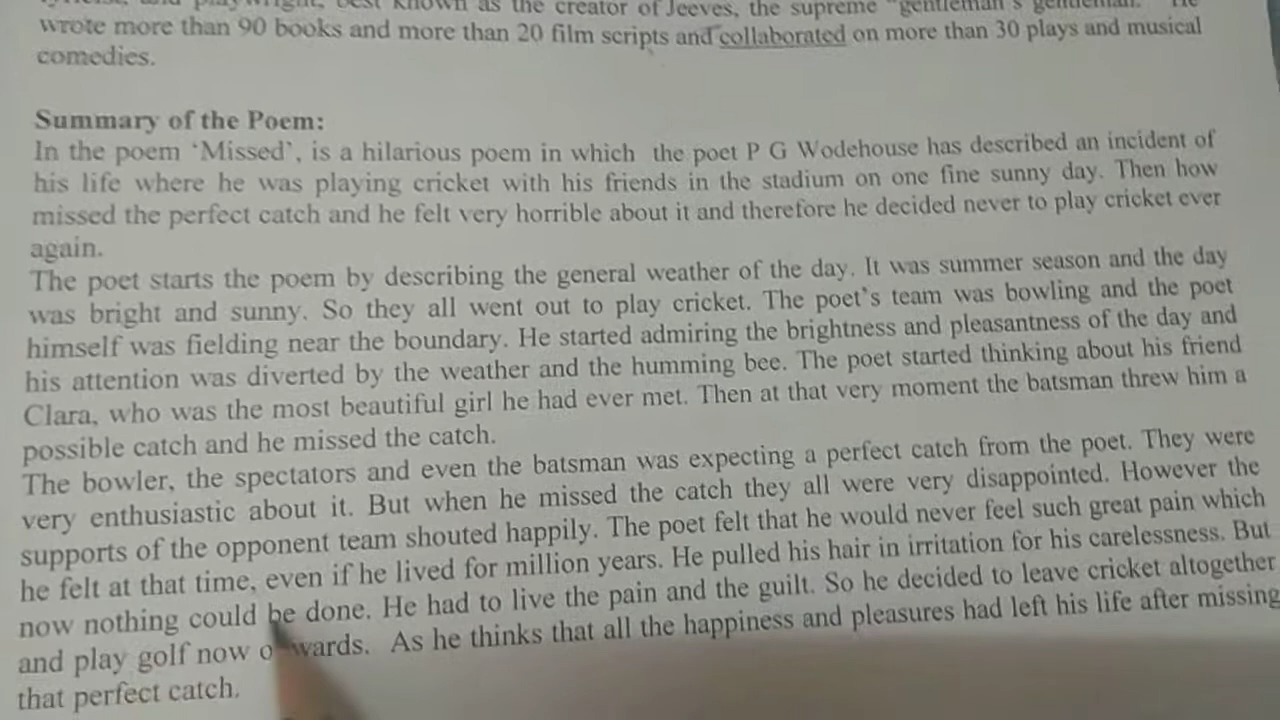 best known as the creator of Jeeves, the supreme "gentleman's gentleman." He
wrote more than 90 books and more than 20 film scripts and collaborated on more than 30 plays and musical
comedies.
Summary of the Poem:
In the poem 'Missed', is a hilarious poem in which the poet P G Wodehouse has described an incident of
his life where he was playing cricket with his friends in the stadium on one fine sunny day. Then how
missed the perfect catch and he felt very horrible about it and therefore he decided never to play cricket ever
again.
The poet starts the poem by describing the general weather of the day. It was summer season and the day
was bright and sunny. So they all went out to play cricket. The poet's team was bowling and the poet
himself was fielding near the boundary. He started admiring the brightness and pleasantness of the day and
his attention was diverted by the weather and the humming bee. The poet started thinking about his friend
Clara, who was the most beautiful girl he had ever met. Then at that very moment the batsman threw him a
possible catch and he missed the catch.
The bowler, the spectators and even the batsman was expecting a perfect catch from the poet. They were
very enthusiastic about it. But when he missed the catch they all were very disappointed. However the
supports of the opponent team shouted happily. The poet felt that he would never feel such great pain which
he felt at that time, even if he lived for million years. He pulled his hair in irritation for his carelessness. But
now nothing could be done. He had to live the pain and the guilt. So he decided to leave cricket altogether
and play golf now o wards. As he thinks that all the happiness and pleasures had left his life after missing
that perfect catch.